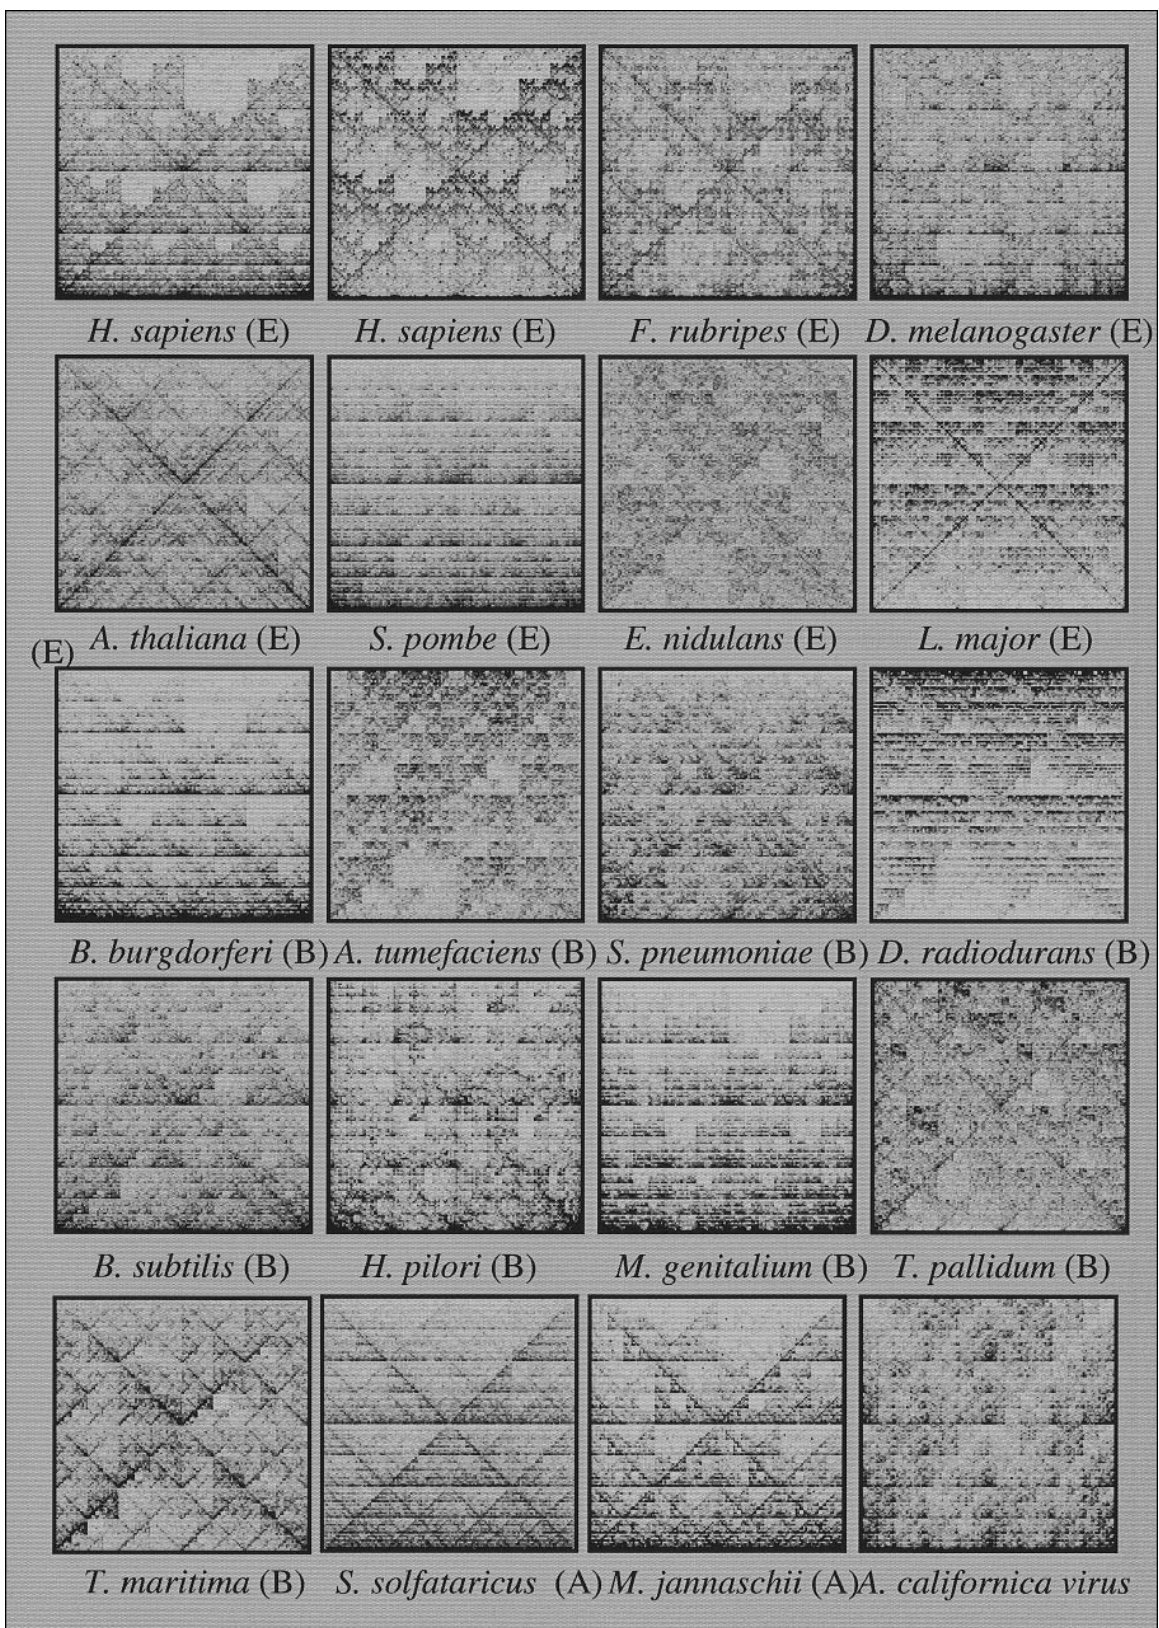 H. sapiens (E) H. sapiens (E) F. rubripes (E) D. melanogaster (E)
A. thaliana (E) S. pombe (E) E. nidulans (E) L. major (E)
(E)
B. burgdorferi (B) A. tumefaciens (B) S. pneumoniae (B) D. radiodurans (B)
B. subtilis (B) H. pilori (B) M. genitalium (B) T. pallidum (B)
T. maritima (B) S. solfataricus (A) M. jannaschii (A) A. californica virus